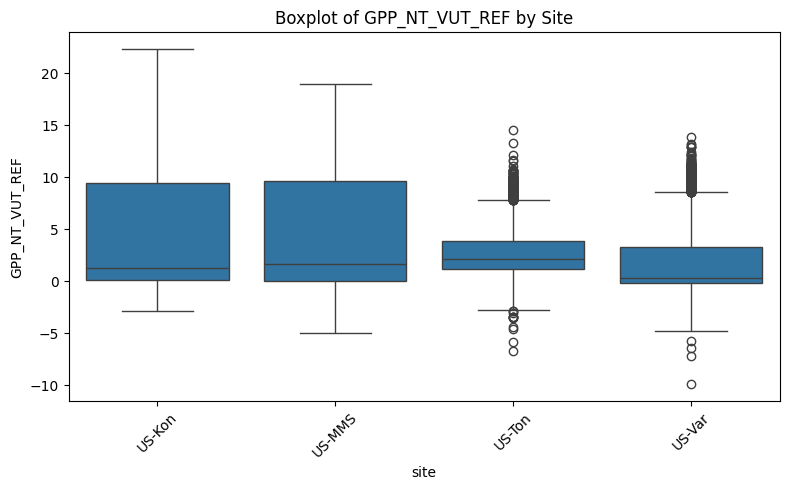 Boxplot of GPP_NT_VUT_REF by Site
GPP_NT_VUT_REF
20
15
10
5
0
−5
−10
US-Kon
US-MMS
US-Ton
US-Var
site